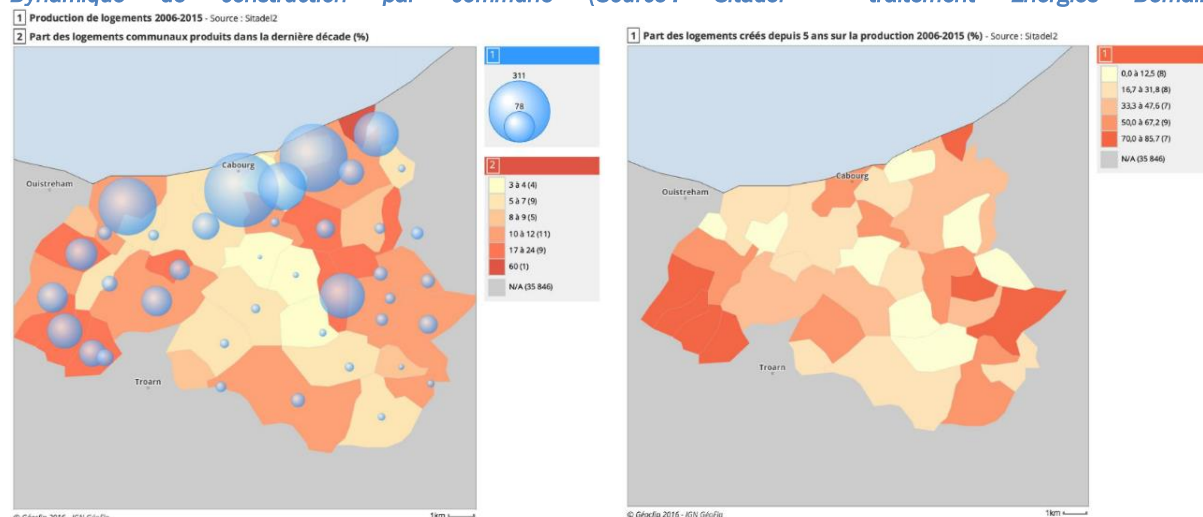 Dynamique de construction par commune (Source : Sitadel – traitement Energies Demain
1 Production de logements 2006-2015 - Source : Sitadel2
2 Part des logements communaux produits dans la dernière décade (%)
Cabourg
Ouistreham
Troarn
© Géoclip 2016 - IGN GéoFla
1km
1
311
78
2
3 à 4 (4)
5 à 7 (9)
8 à 9 (5)
10 à 12 (11)
17 à 24 (9)
60 (1)
N/A (35 846)
1 Part des logements créés depuis 5 ans sur la production 2006-2015 (%) - Source : Sitadel2
Cabourg
Ouistreham
Troarn
© Géoclip 2016 - IGN GéoFla
1km
1
0,0 à 12,5 (8)
16,7 à 31,8 (8)
33,3 à 47,6 (7)
50,0 à 67,2 (9)
70,0 à 85,7 (7)
N/A (35 846)